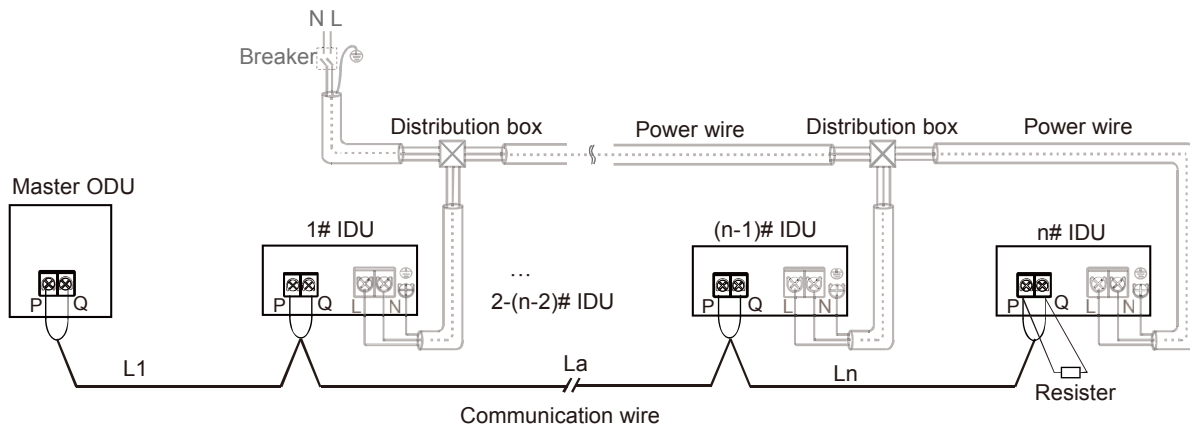 N L
Breaker
Distribution box
Power wire
Distribution box
Power wire
Master ODU
1# IDU
(n-1)# IDU
n# IDU
...
2-(n-2)# IDU
P Q
P Q
L N
P Q
L N
P Q
L N
L1
La
Ln
Resister
Communication wire